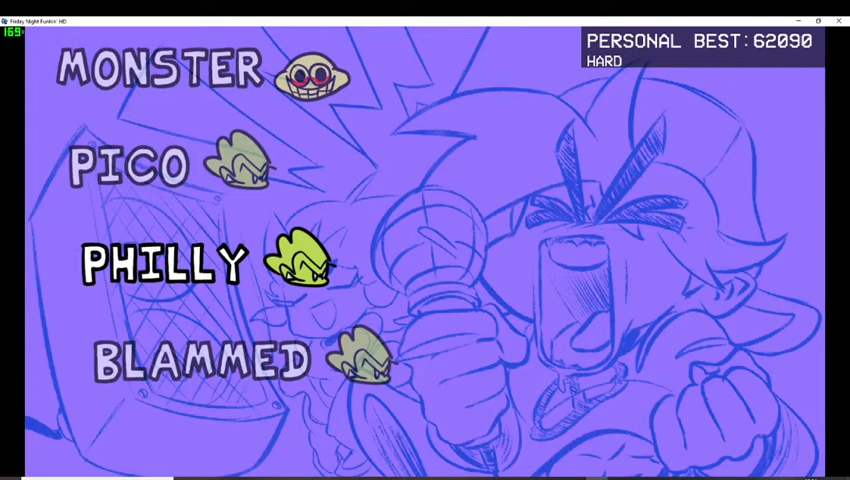 Friday Night Funkin' HD
169
PERSONAL BEST:62090
HARD
MONSTER
PICO
PHILLY
BLAMMED